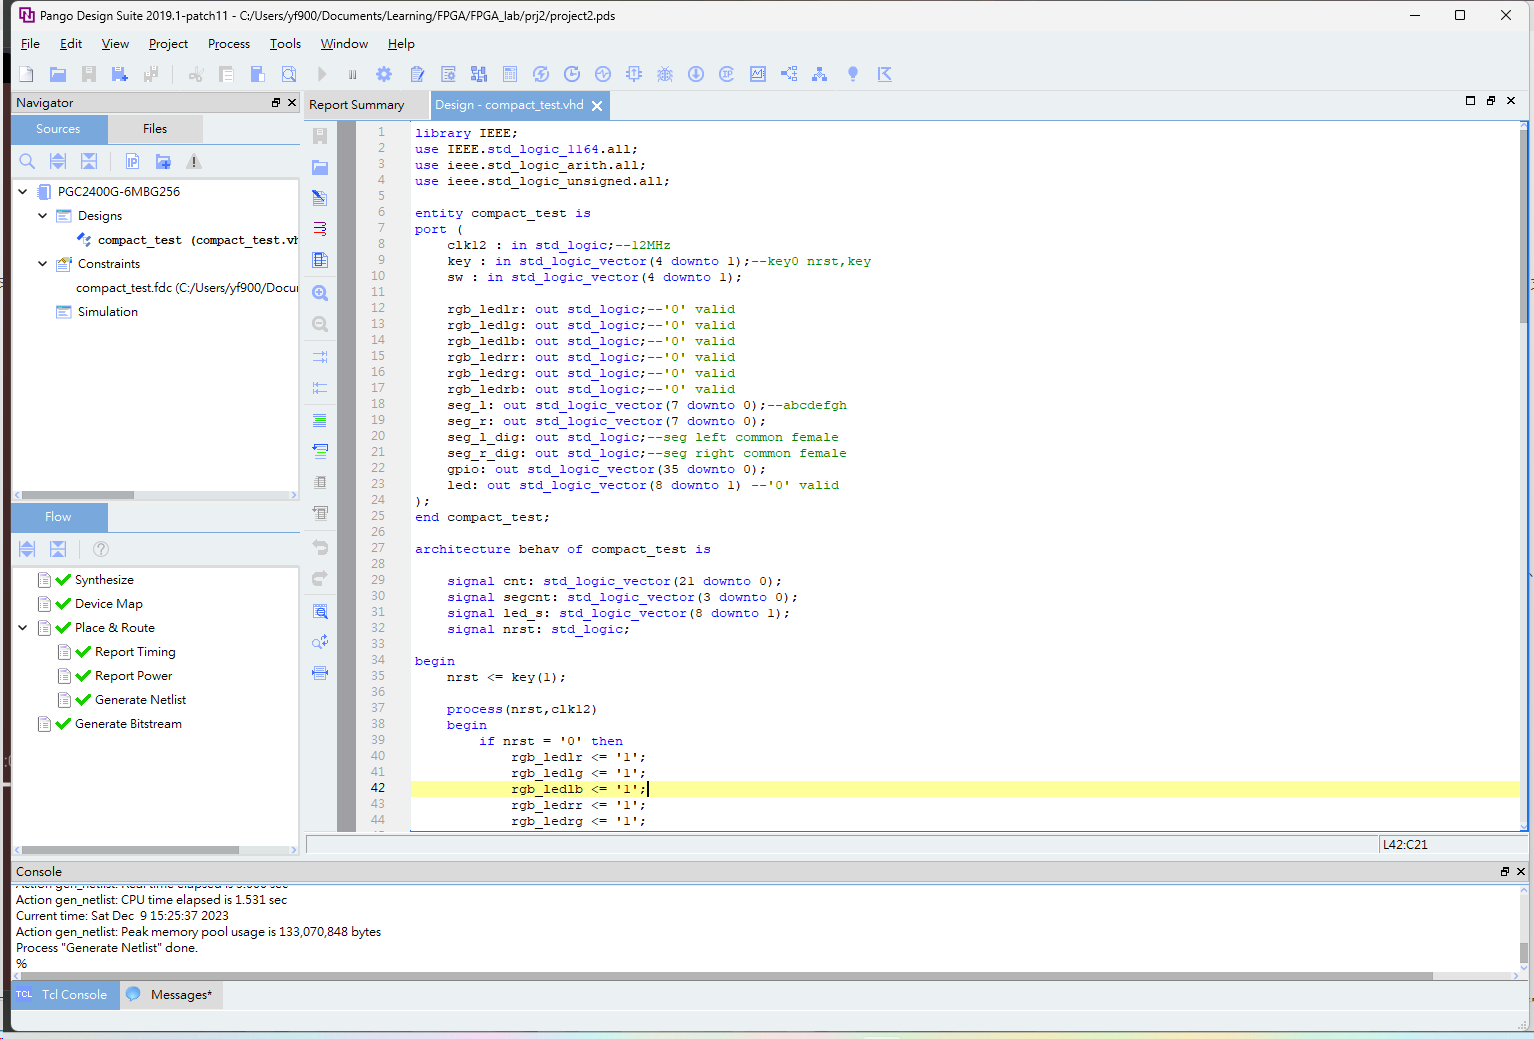 Pango Design Suite 2019.1-patch11 - C:/Users/yf900/Documents/Learning/FPGA/FPGA_lab/prj2/project2.pds
File Edit View Project Process Tools Window Help
Navigator
Sources Files
PGC2400G-6MBG256
Designs
compact_test (compact_test.vh
Constraints
compact_test.fdc (C:/Users/yf900/Docu
Simulation
Flow
Synthesize
Device Map
Place & Route
Report Timing
Report Power
Generate Netlist
Generate Bitstream
Report Summary Design - compact_test.vhd
1 library IEEE;
2 use IEEE.std_logic_1164.all;
3 use ieee.std_logic_arith.all;
4 use ieee.std_logic_unsigned.all;
5
6 entity compact_test is
7 port (
8 clk12 : in std_logic;--12MHz
9 key : in std_logic_vector(4 downto 1);--key0 nrst,key
10 sw : in std_logic_vector(4 downto 1);
11
12 rgb_ledlr: out std_logic;--'0' valid
13 rgb_ledlg: out std_logic;--'0' valid
14 rgb_ledlb: out std_logic;--'0' valid
15 rgb_ledrr: out std_logic;--'0' valid
16 rgb_ledrg: out std_logic;--'0' valid
17 rgb_ledrb: out std_logic;--'0' valid
18 seg_l: out std_logic_vector(7 downto 0);--abcdefgh
19 seg_r: out std_logic_vector(7 downto 0);
20 seg_l_dig: out std_logic;--seg left common female
21 seg_r_dig: out std_logic;--seg right common female
22 gpio: out std_logic_vector(35 downto 0);
23 led: out std_logic_vector(8 downto 1) --'0' valid
24 );
25 end compact_test;
26
27 architecture behav of compact_test is
28
29 signal cnt: std_logic_vector(21 downto 0);
30 signal segcnt: std_logic_vector(3 downto 0);
31 signal led_s: std_logic_vector(8 downto 1);
32 signal nrst: std_logic;
33
34 begin
35 nrst <= key(1);
36
37 process(nrst,clk12)
38 begin
39 if nrst = '0' then
40 rgb_ledlr <= '1';
41 rgb_ledlg <= '1';
42 rgb_ledlb <= '1';
43 rgb_ledrr <= '1';
44 rgb_ledrg <= '1';
L42:C21
Console
Action gen_netlist: CPU time elapsed is 1.531 sec
Current time: Sat Dec 9 15:25:37 2023
Action gen_netlist: Peak memory pool usage is 133,070,848 bytes
Process "Generate Netlist" done.
%
TCL Tcl Console Messages*